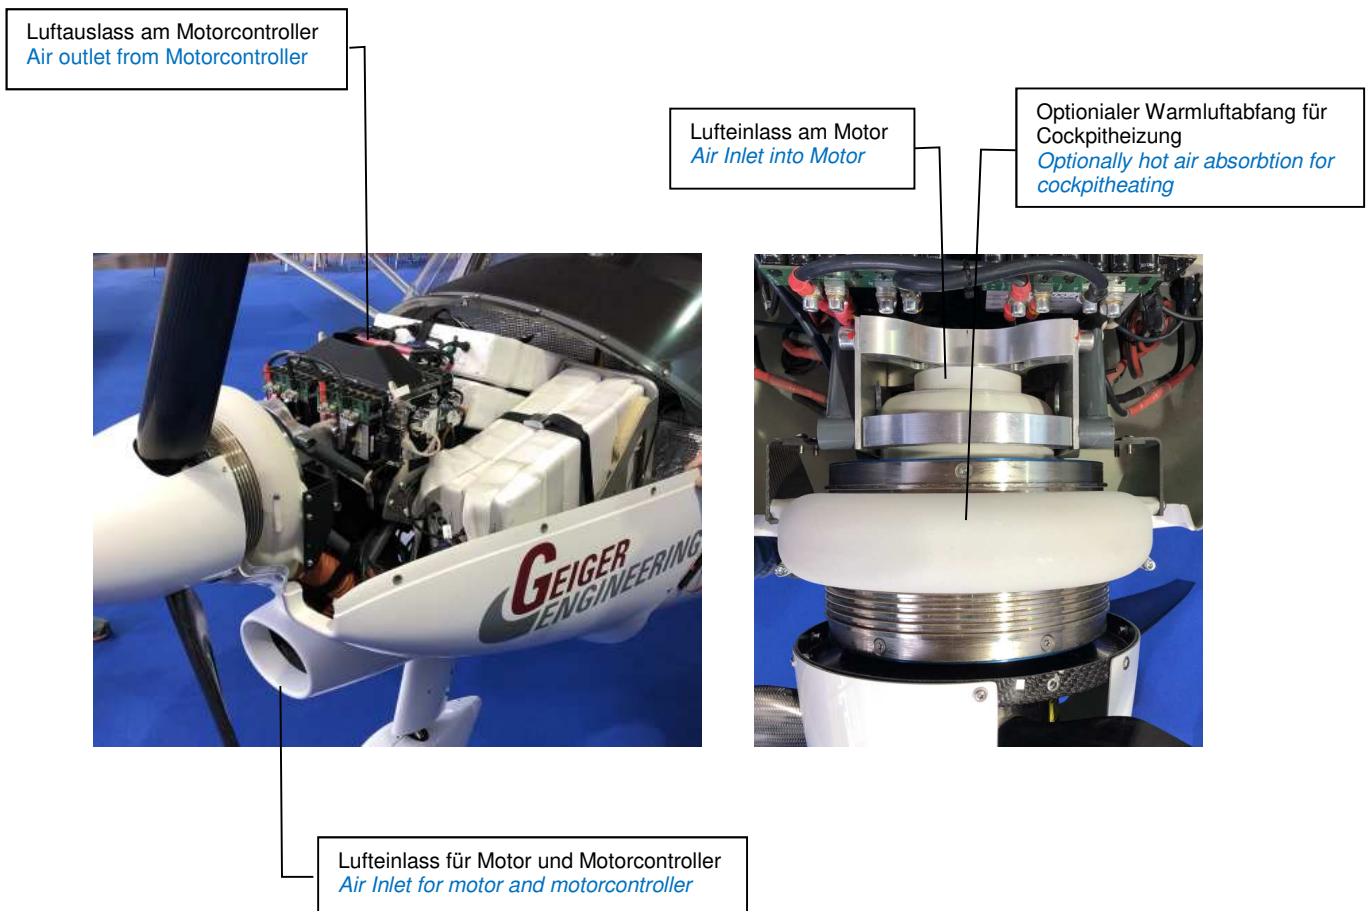 Luftauslass am Motorcontroller
Air outlet from Motorcontroller
Lufteinlass am Motor
Air Inlet into Motor
Optionialer Warmluftabfang für
Cockpitheizung
Optionally hot air absorbtion for
cockpitheating
GEIGER
ENGINEERING
Lufteinlass für Motor und Motorcontroller
Air Inlet for motor and motorcontroller